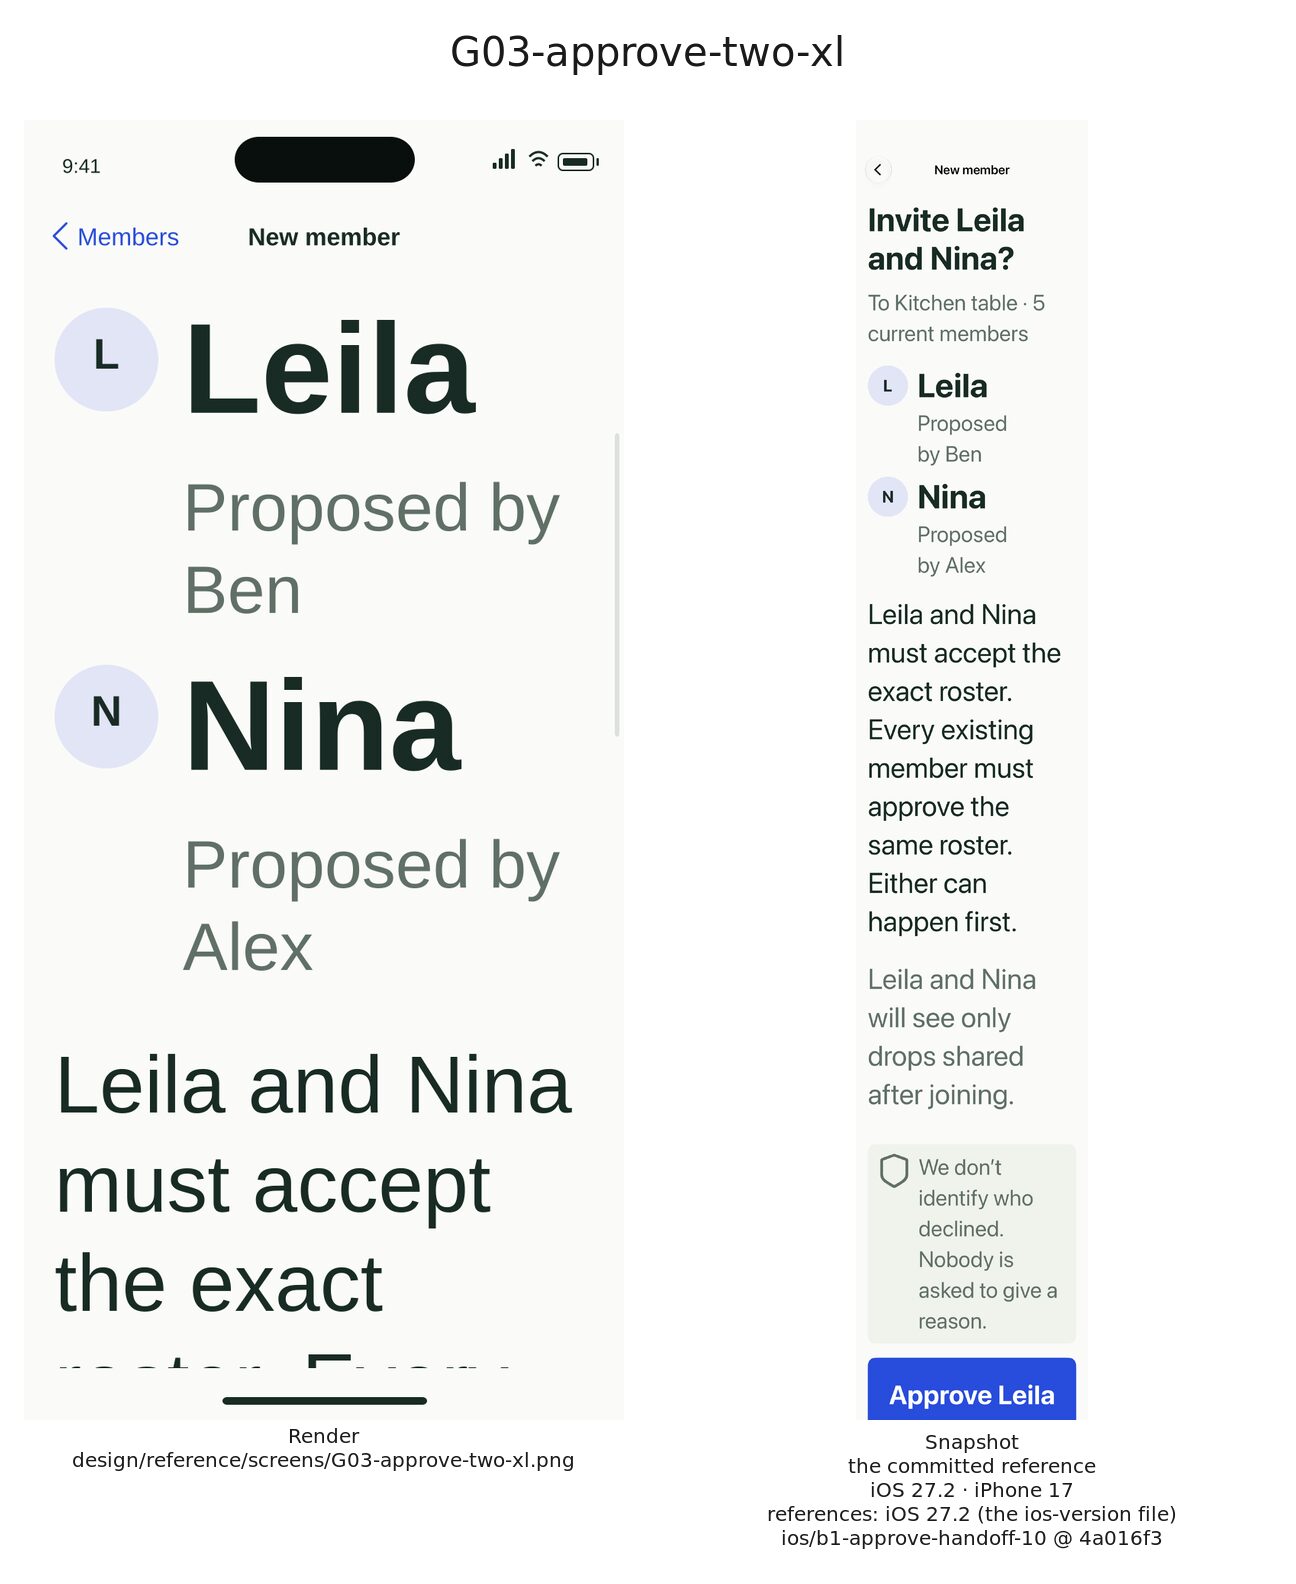 G03-approve-two-xl
9:41
Members
New member
L
Leila
Proposed by
Ben
N
Nina
Proposed by
Alex
Leila and Nina
must accept
the exact
roster. Every
Render
design/reference/screens/G03-approve-two-xl.png
New member
Invite Leila
and Nina?
To Kitchen table · 5
current members
L
Leila
Proposed
by Ben
N
Nina
Proposed
by Alex
Leila and Nina
must accept the
exact roster.
Every existing
member must
approve the
same roster.
Either can
happen first.
Leila and Nina
will see only
drops shared
after joining.
We don’t
identify who
declined.
Nobody is
asked to give a
reason.
Approve Leila
Snapshot
the committed reference
iOS 27.2 · iPhone 17
references: iOS 27.2 (the ios-version file)
ios/b1-approve-handoff-10 @ 4a016f3